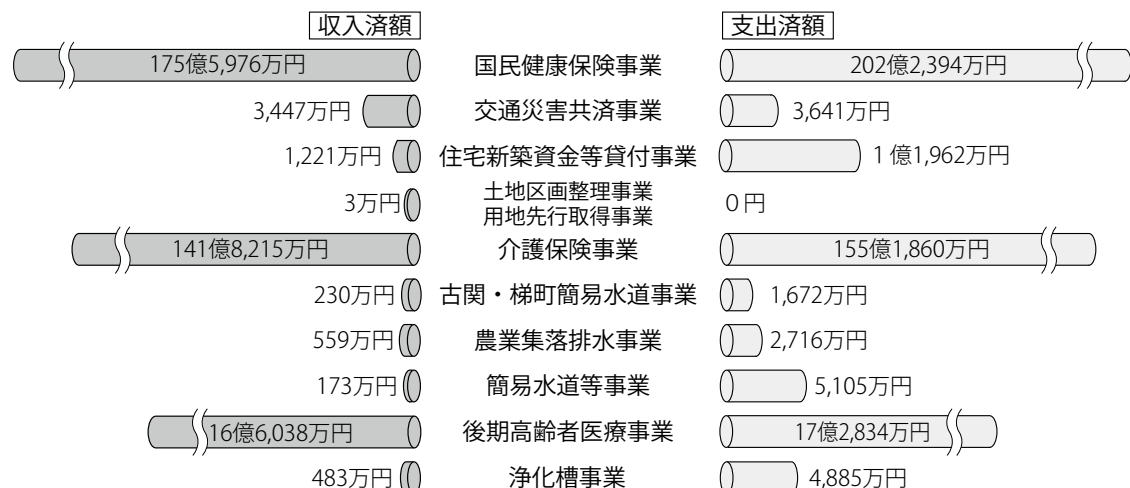 収入済額 支出済額
175億5,976万円 国民健康保険事業 202億2,394万円
3,447万円 交通災害共済事業 3,641万円
1,221万円 住宅新築資金等貸付事業 1億1,962万円
3万円 土地区画整理事業 0円
用地先行取得事業
141億8,215万円 介護保険事業 155億1,860万円
230万円 古関・梯町簡易水道事業 1,672万円
559万円 農業集落排水事業 2,716万円
173万円 簡易水道等事業 5,105万円
16億6,038万円 後期高齢者医療事業 17億2,834万円
483万円 浄化槽事業 4,885万円